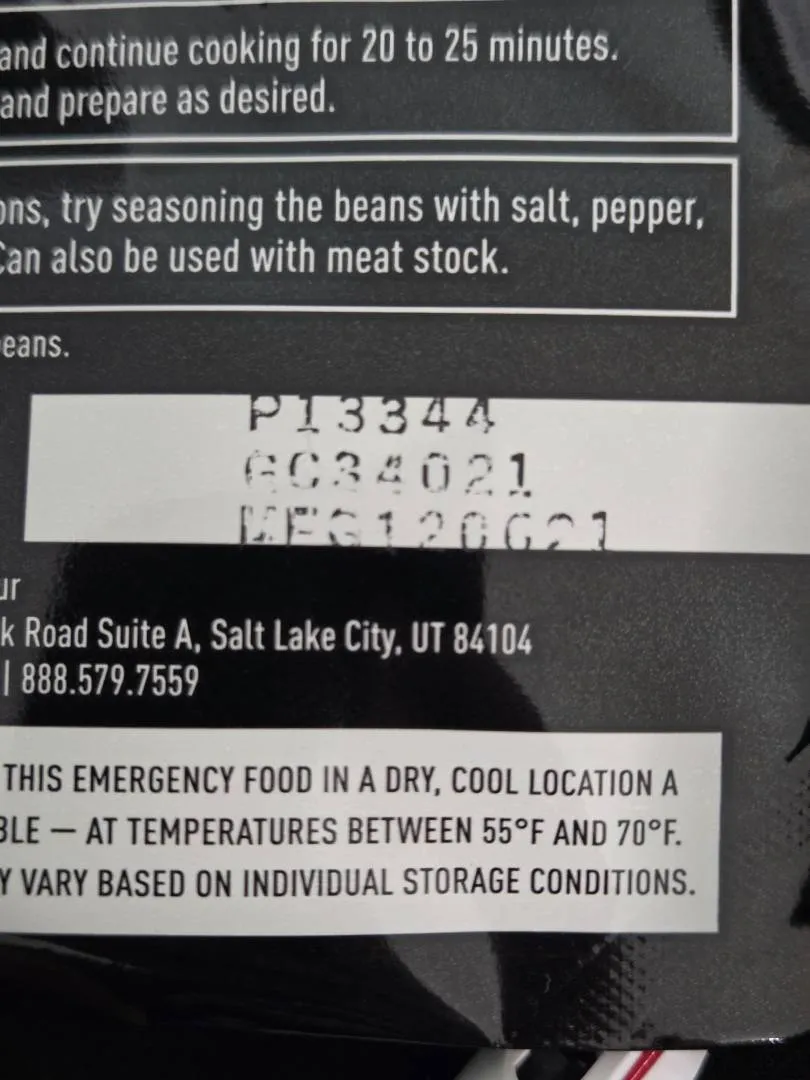 and continue cooking for 20 to 25 minutes.
and prepare as desired.
ons, try seasoning the beans with salt, pepper,
Can also be used with meat stock.
eans.
P13344
GC34021
MFG120621
ur
k Road Suite A, Salt Lake City, UT 84104
| 888.579.7559
THIS EMERGENCY FOOD IN A DRY, COOL LOCATION A
BLE — AT TEMPERATURES BETWEEN 55°F AND 70°F.
Y VARY BASED ON INDIVIDUAL STORAGE CONDITIONS.